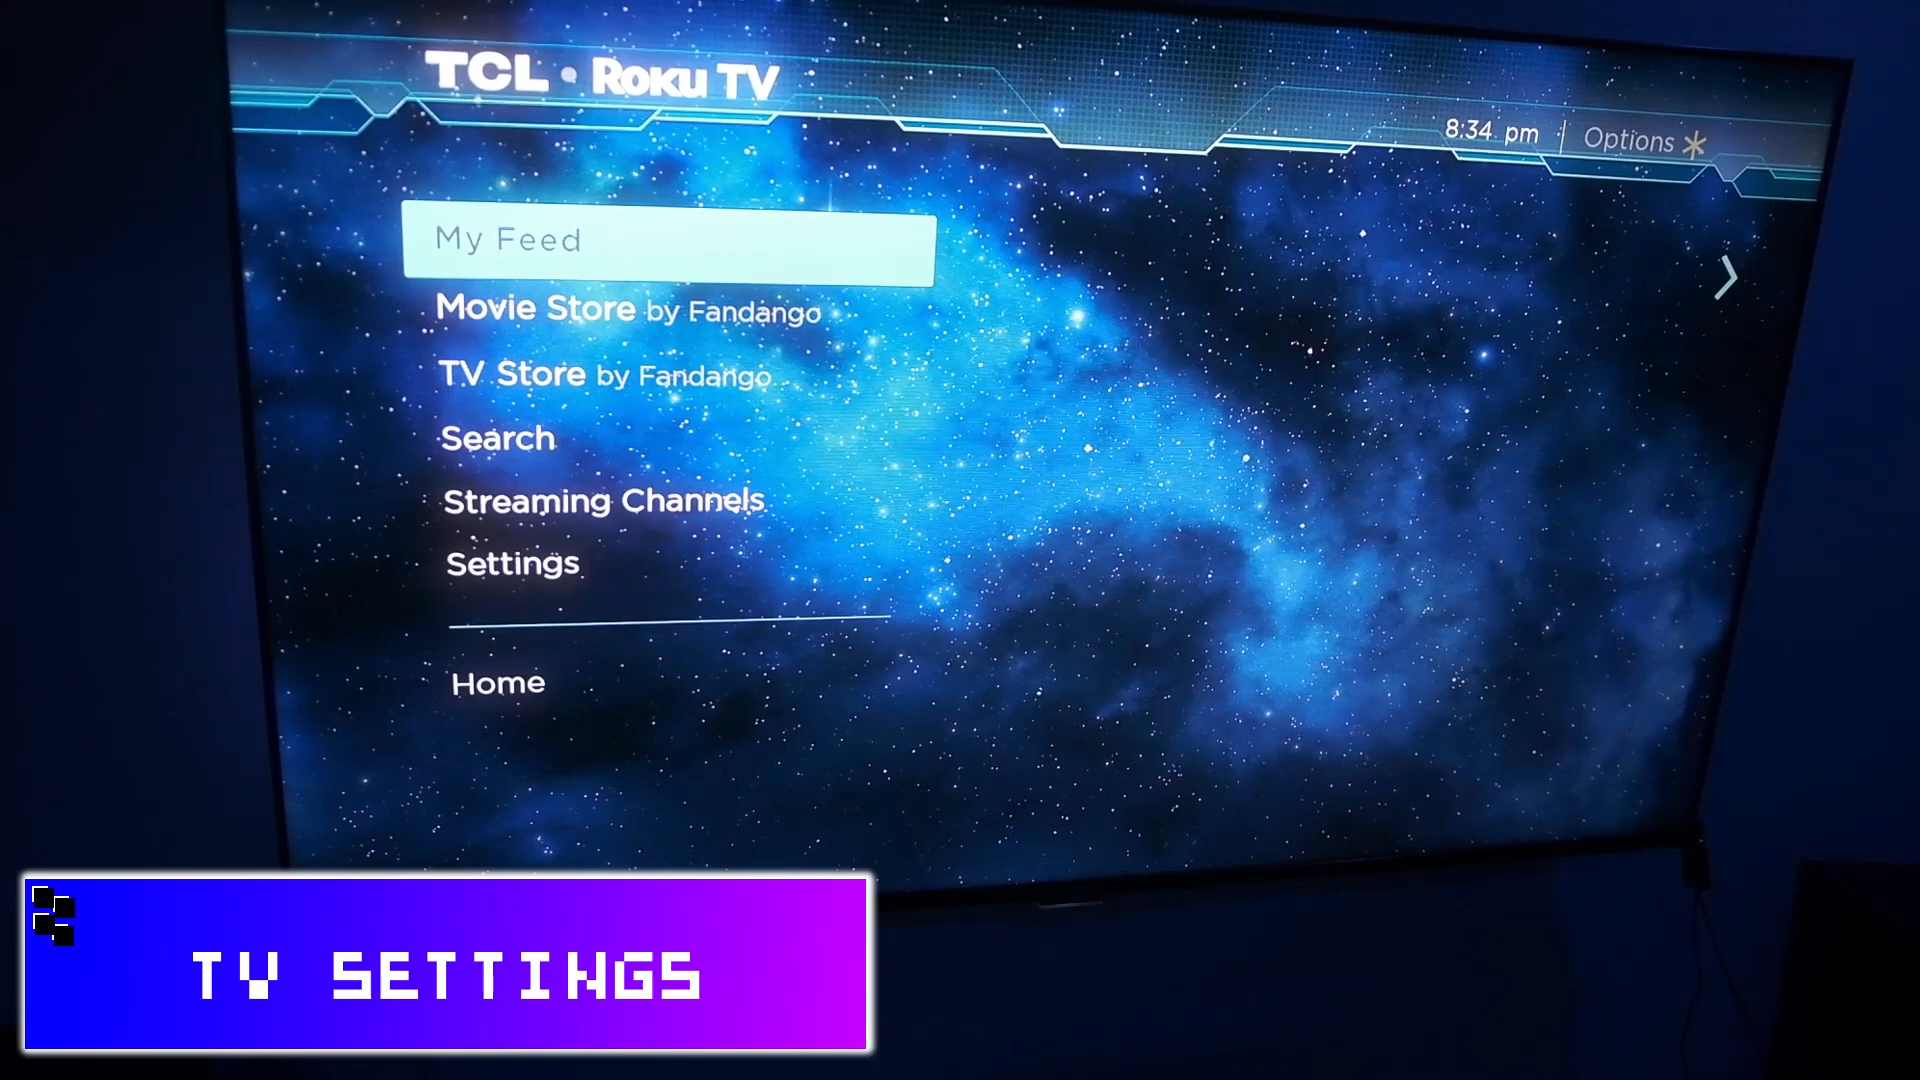 TCL • Roku TV
8:34 pm | Options
My Feed
Movie Store by Fandango
TV Store by Fandango
Search
Streaming Channels
Settings
Home
TV SETTINGS